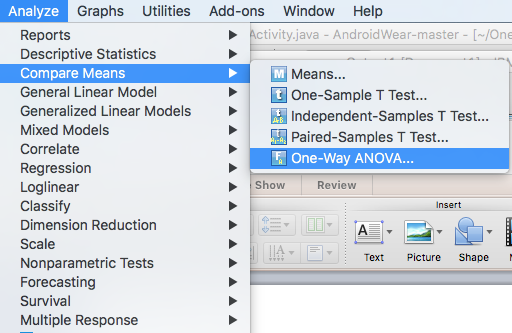 Analyze Graphs Utilities Add-ons Window Help
Activity.java - AndroidWear-master - [~/One
Reports
Descriptive Statistics
Compare Means
General Linear Model
Generalized Linear Models
Mixed Models
Correlate
Regression
Loglinear
Classify
Dimension Reduction
Scale
Nonparametric Tests
Forecasting
Survival
Multiple Response
M Means...
t One-Sample T Test...
Independent-Samples T Test...
Paired-Samples T Test...
One-Way ANOVA...
Show Review
Insert
A Text Picture Shape